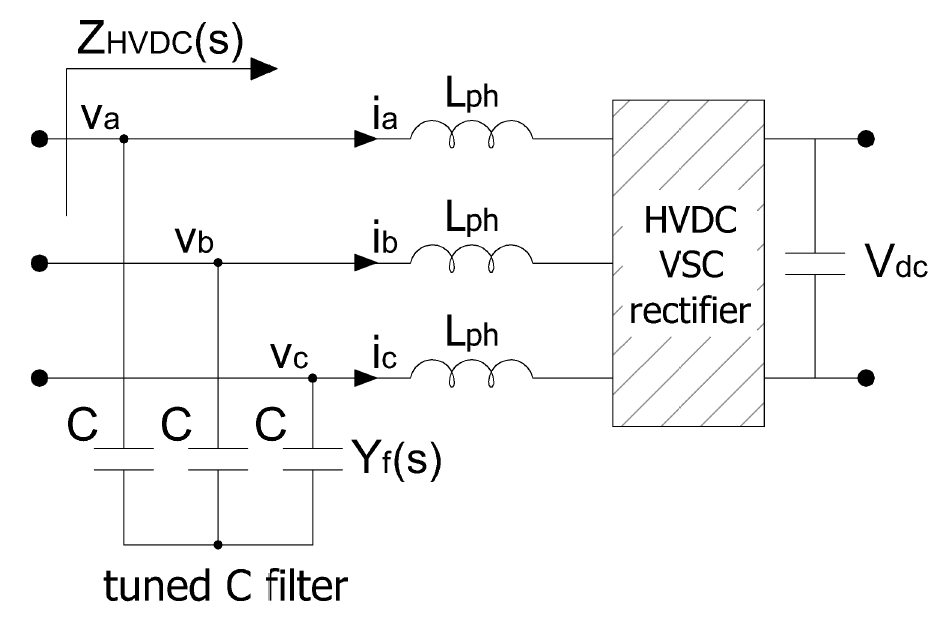 ZHVDC(s)
va ia Lph
vb ib Lph
vc ic Lph
HVDC
VSC
rectifier
Vdc
C C C Yf(s)
tuned C filter